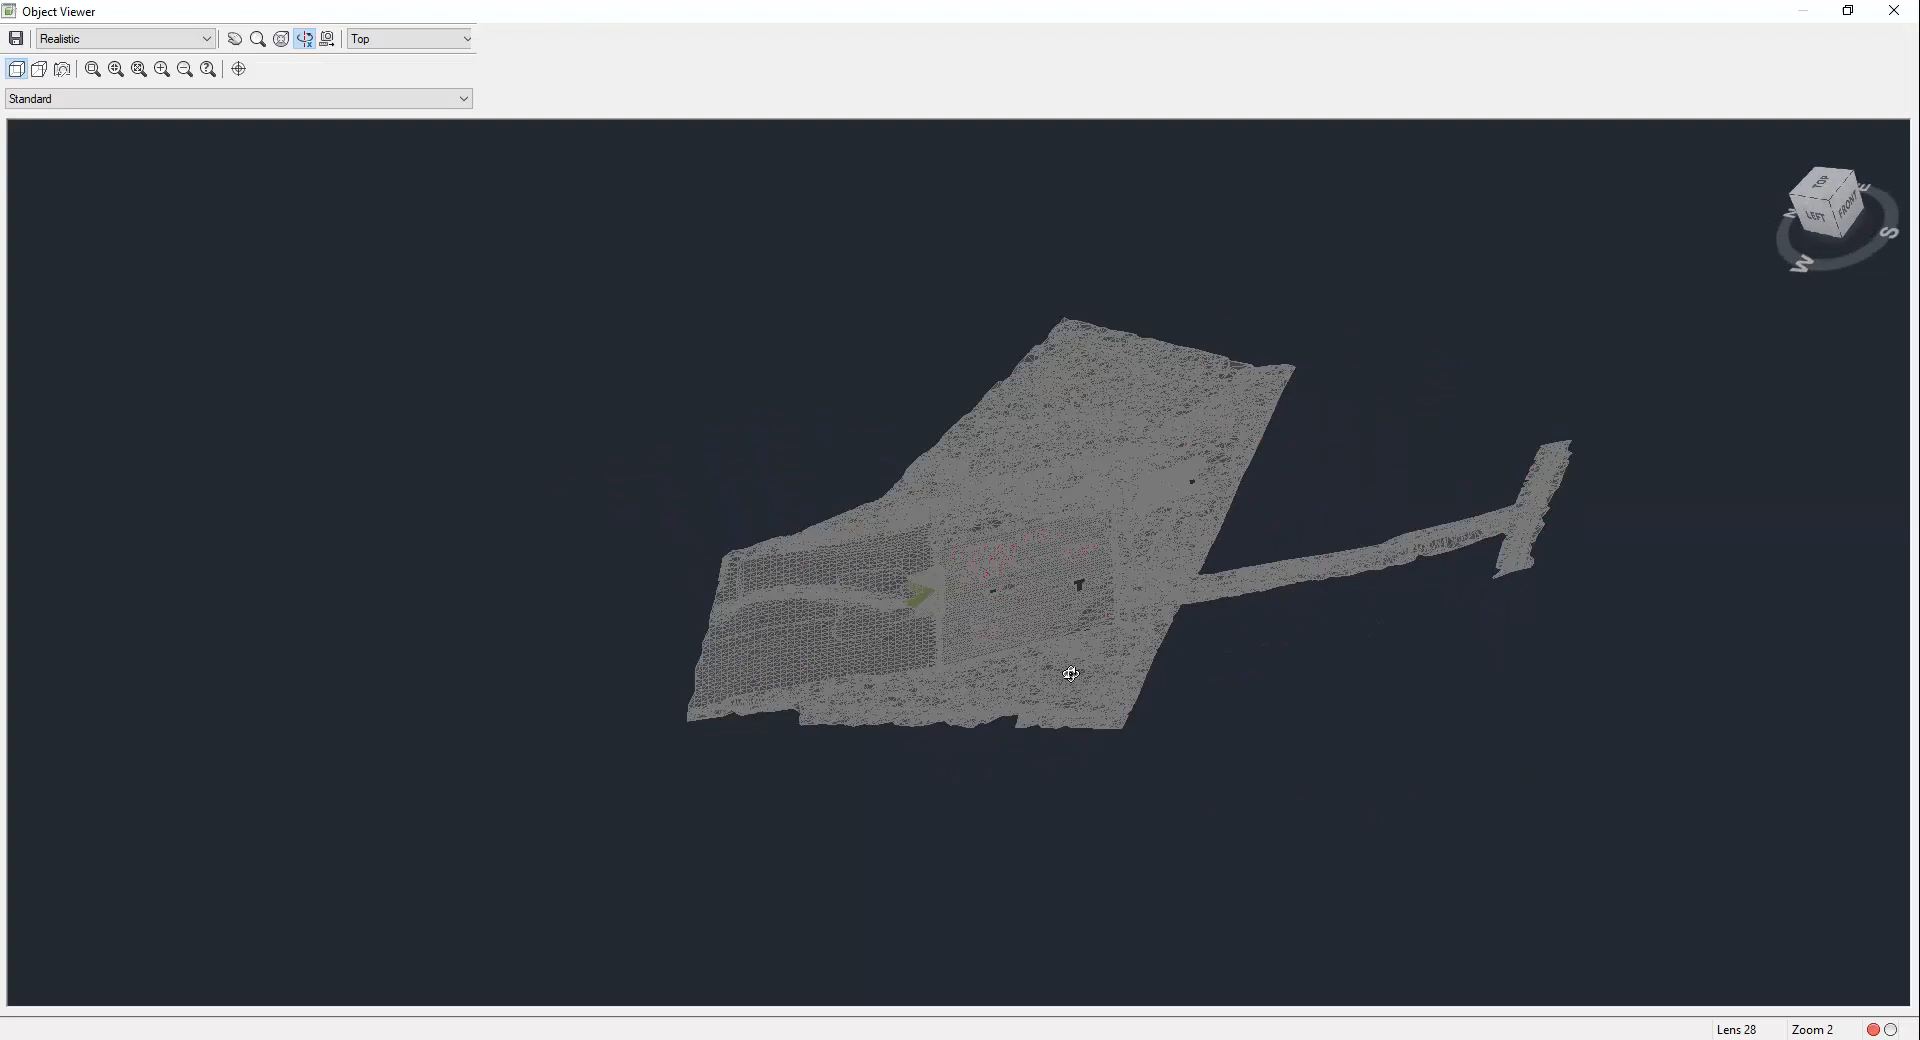 Object Viewer
Realistic
Top
Standard
TOP
LEFT
FRONT
N
E
S
W
Lens 28
Zoom 2